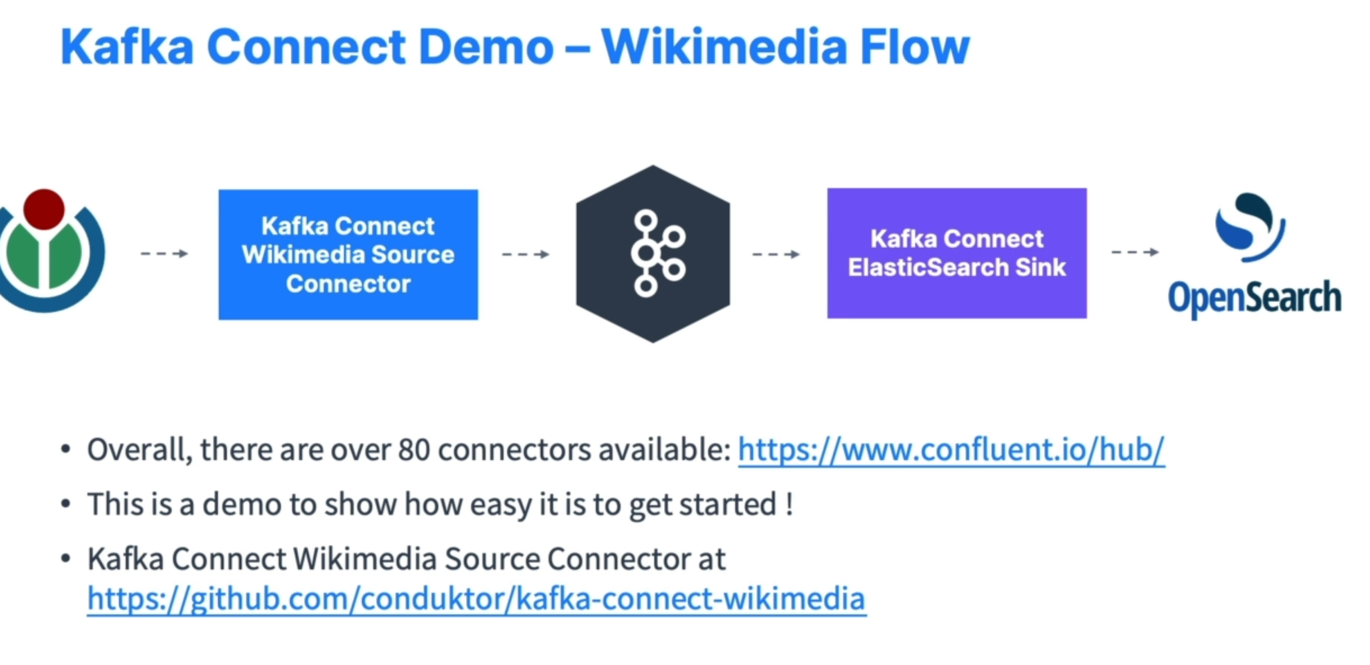 Kafka Connect Demo – Wikimedia Flow
Kafka Connect
Wikimedia Source
Connector
Kafka Connect
ElasticSearch Sink
OpenSearch
• Overall, there are over 80 connectors available: https://www.confluent.io/hub/
• This is a demo to show how easy it is to get started !
• Kafka Connect Wikimedia Source Connector at
https://github.com/conduktor/kafka-connect-wikimedia